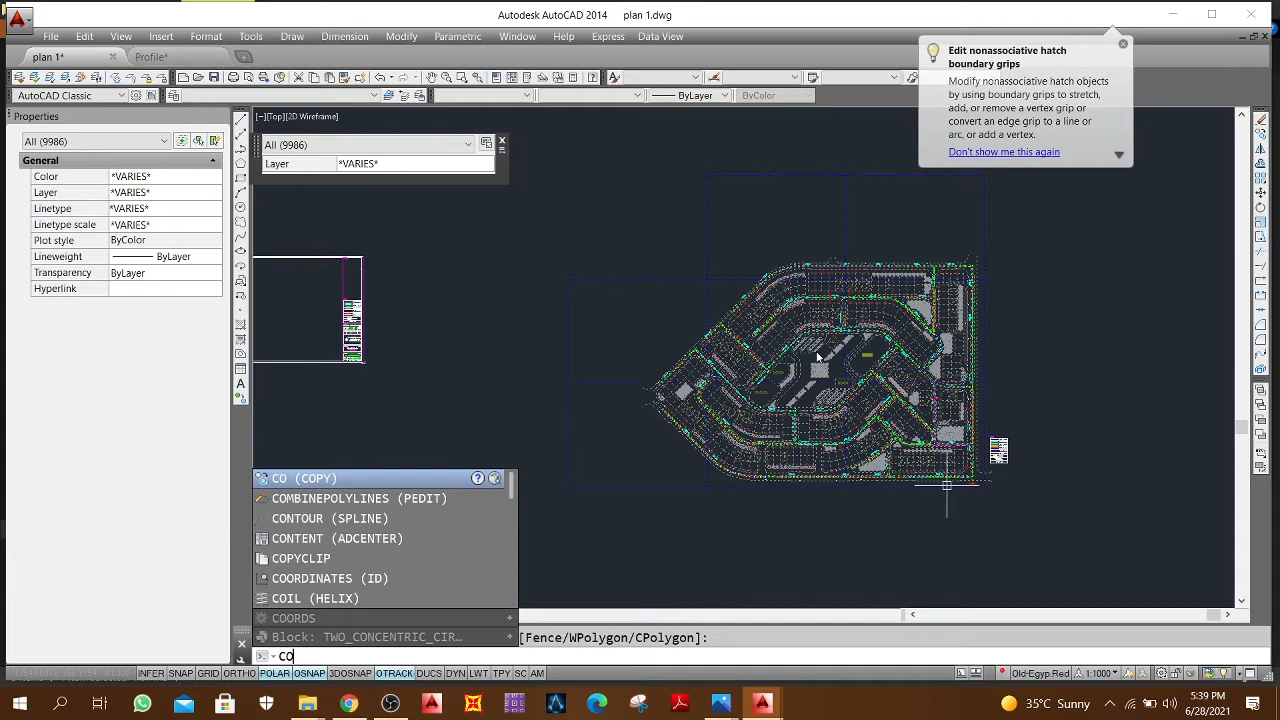 Autodesk AutoCAD 2014 plan 1.dwg
File Edit View Insert Format Tools Draw Dimension Modify Parametric Window Help Express Data View
plan 1* Profile*
AutoCAD Classic ByLayer ByColor
Properties
All (9986)
General
Color *VARIES*
Layer *VARIES*
Linetype *VARIES*
Linetype scale *VARIES*
Plot style ByColor
Lineweight ByLayer
Transparency ByLayer
Hyperlink
[−][Top][2D Wireframe]
All (9986)
Layer *VARIES*
Edit nonassociative hatch
boundary grips
Modify nonassociative hatch objects
by using boundary grips to stretch,
add, or remove a vertex grip or
convert an edge grip to a line or
arc, or add a vertex.
Don't show me this again
CO (COPY)
COMBINEPOLYLINES (PEDIT)
CONTOUR (SPLINE)
CONTENT (ADCENTER)
COPYCLIP
COORDINATES (ID)
COIL (HELIX)
COORDS
Block: TWO_CONCENTRIC_CIR...
[Fence/WPolygon/CPolygon]:
CO
INFER SNAP GRID ORTHO POLAR OSNAP 3DOSNAP OTRACK DUCS DYN LWT TPY SC AM Old-Egyp Red 1:1000
35°C Sunny
5:39 PM
6/28/2021